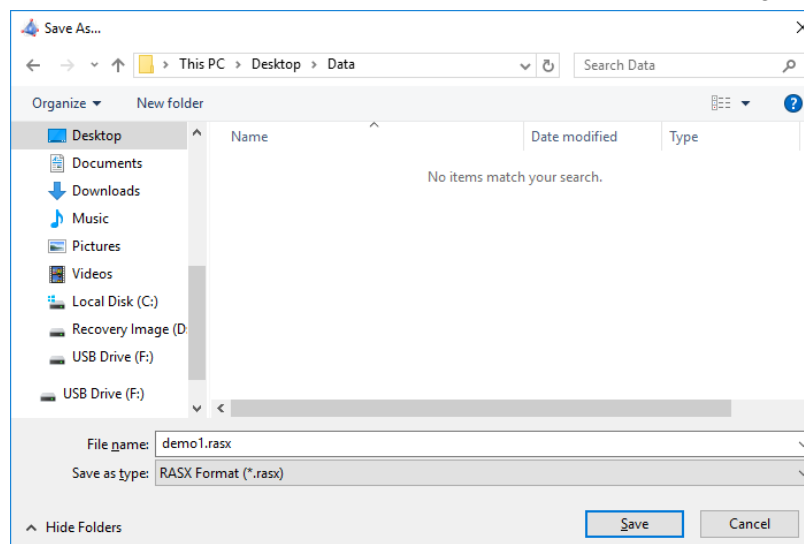 Save As...
This PC > Desktop > Data
Search Data
Organize
New folder
Name
Date modified
Type
No items match your search.
Desktop
Documents
Downloads
Music
Pictures
Videos
Local Disk (C:)
Recovery Image (D:
USB Drive (F:)
USB Drive (F:)
File name: demo1.rasx
Save as type: RASX Format (*.rasx)
Hide Folders
Save
Cancel